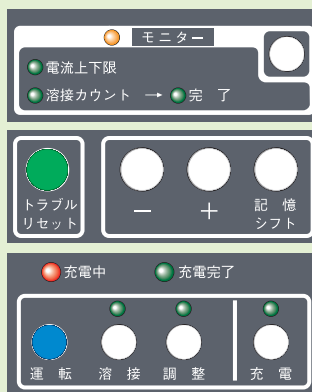 モニター
電流上下限
溶接カウント → 完 了
トラブル
リセット
− +
記 憶
シフト
充電中 充電完了
運 転 溶 接 調 整 充 電